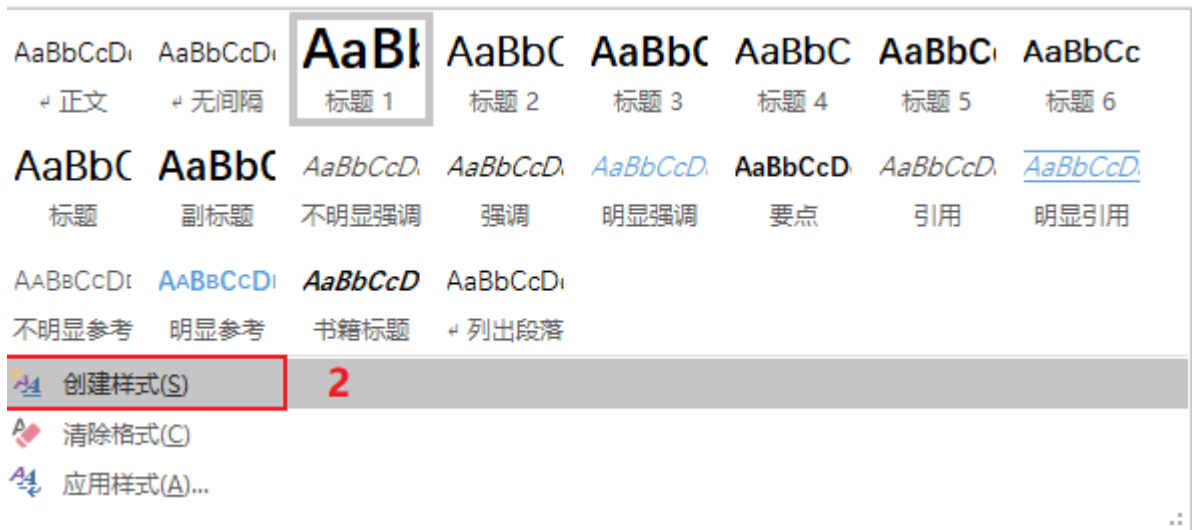 AaBbCcDı AaBbCcDı AaBl AaBbC AaBbC AaBbC AaBbCı AaBbCc
↲ 正文 ↲ 无间隔 标题 1 标题 2 标题 3 标题 4 标题 5 标题 6
AaBbC AaBbC AaBbCcDı AaBbCcDı AaBbCcDı AaBbCcDı AaBbCcDı AaBbCcDı
标题 副标题 不明显强调 强调 明显强调 要点 引用 明显引用
AaBbCcDı AaBbCcDı AaBbCcD AaBbCcDı
不明显参考 明显参考 书籍标题 ↲ 列出段落
创建样式(S) 2
清除格式(C)
应用样式(A)...